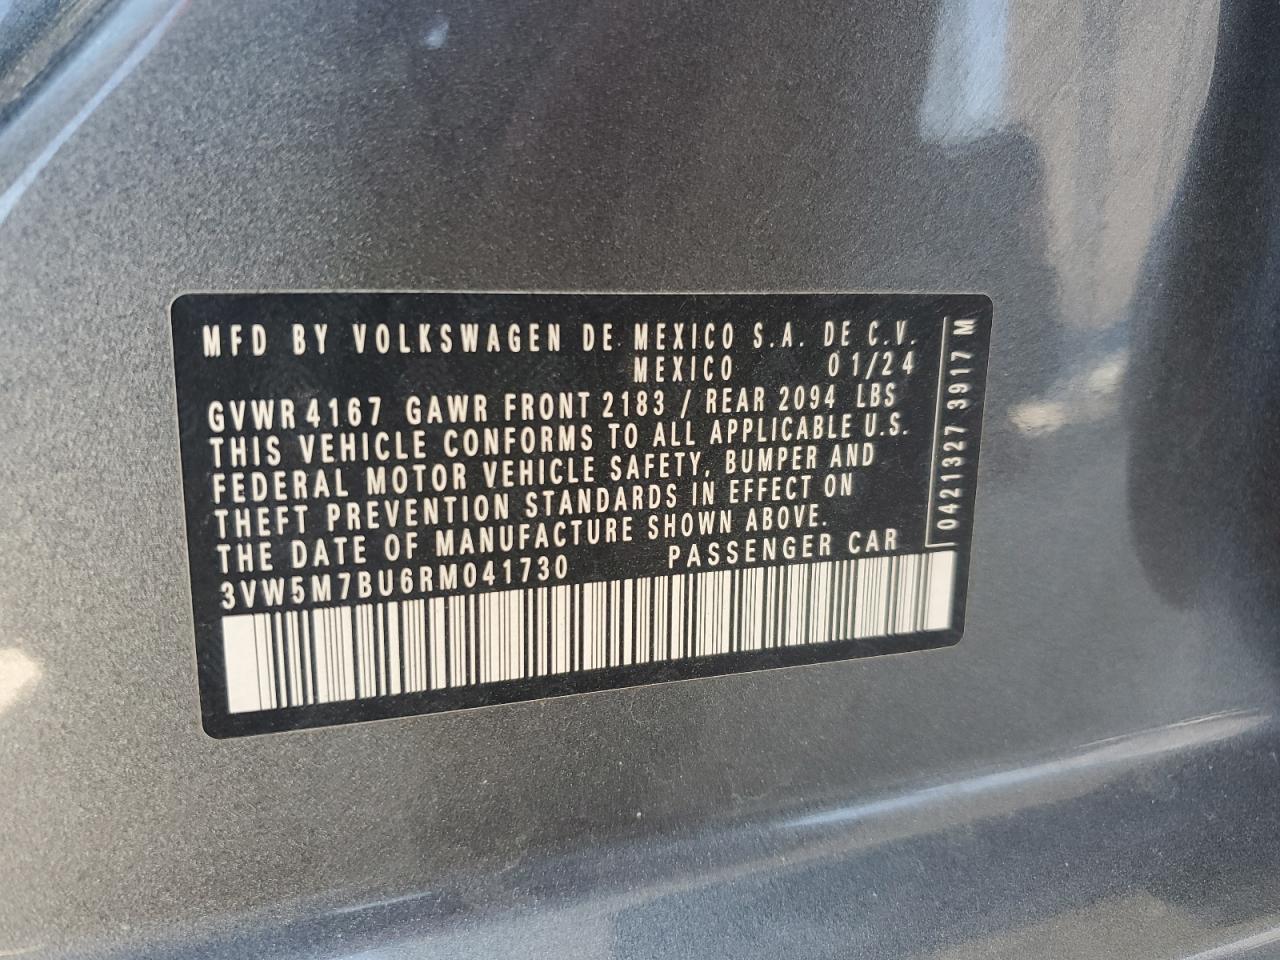 MFD BY VOLKSWAGEN DE MEXICO S.A. DE C.V.
MEXICO 01/24
GVWR 4167 GAWR FRONT 2183 / REAR 2094 LBS
THIS VEHICLE CONFORMS TO ALL APPLICABLE U.S.
FEDERAL MOTOR VEHICLE SAFETY, BUMPER AND
THEFT PREVENTION STANDARDS IN EFFECT ON
THE DATE OF MANUFACTURE SHOWN ABOVE.
3VW5M7BU6RM041730 PASSENGER CAR
0421327 3917 M